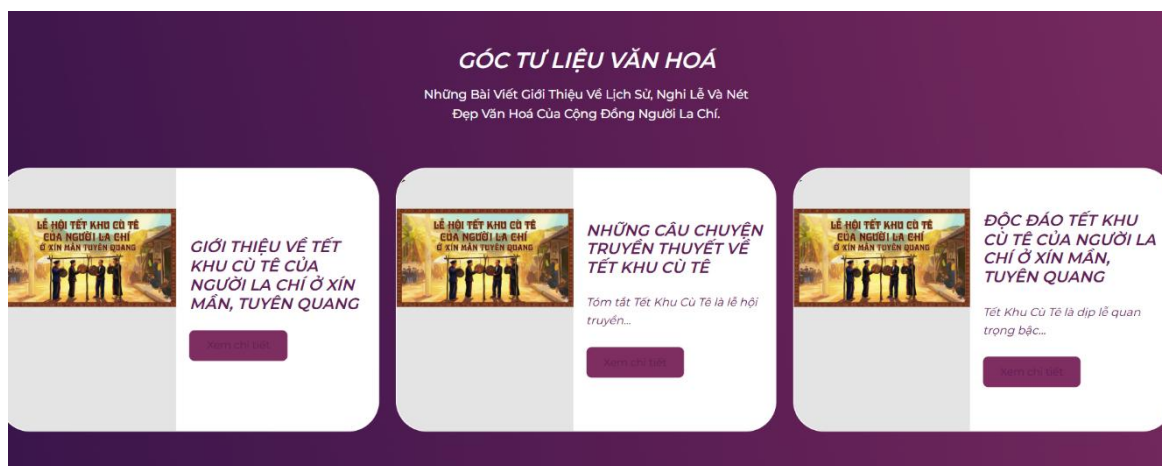 GÓC TƯ LIỆU VĂN HOÁ
Những Bài Viết Giới Thiệu Về Lịch Sử, Nghi Lễ Và Nét
Đẹp Văn Hoá Của Cộng Đồng Người La Chí.
LỄ HỘI TẾT KHU CÙ TÊ
CỦA NGƯỜI LA CHÍ
Ở XÍN MẦN TUYÊN QUANG
GIỚI THIỆU VỀ TẾT
KHU CÙ TÊ CỦA
NGƯỜI LA CHÍ Ở XÍN
MẦN, TUYÊN QUANG
Xem chi tiết
LỄ HỘI TẾT KHU CÙ TÊ
CỦA NGƯỜI LA CHÍ
Ở XÍN MẦN TUYÊN QUANG
NHỮNG CÂU CHUYỆN
TRUYỀN THUYẾT VỀ
TẾT KHU CÙ TÊ
Tóm tắt Tết Khu Cù Tê là lễ hội
truyền...
Xem chi tiết
LỄ HỘI TẾT KHU CÙ TÊ
CỦA NGƯỜI LA CHÍ
Ở XÍN MẦN TUYÊN QUANG
ĐỘC ĐÁO TẾT KHU
CÙ TÊ CỦA NGƯỜI LA
CHÍ Ở XÍN MẦN,
TUYÊN QUANG
Tết Khu Cù Tê là dịp lễ quan
trọng bậc...
Xem chi tiết